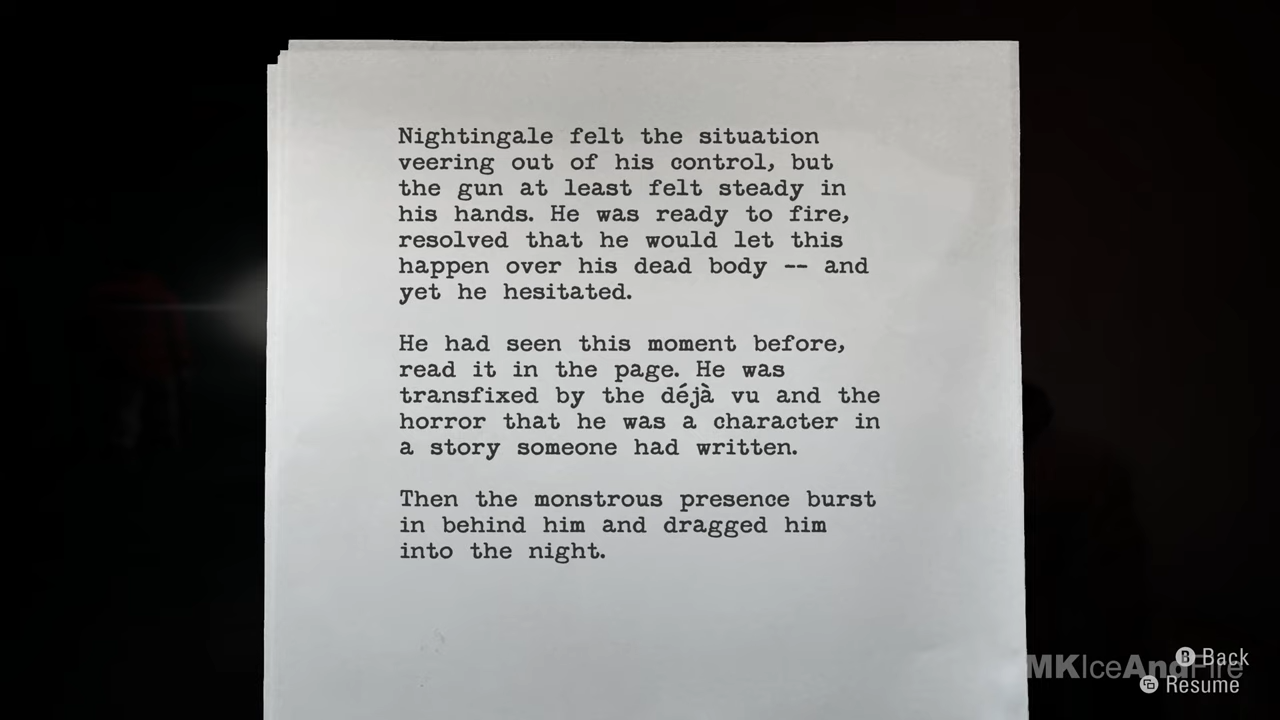 Nightingale felt the situation
veering out of his control, but
the gun at least felt steady in
his hands. He was ready to fire,
resolved that he would let this
happen over his dead body -- and
yet he hesitated.
He had seen this moment before,
read it in the page. He was
transfixed by the déjà vu and the
horror that he was a character in
a story someone had written.
Then the monstrous presence burst
in behind him and dragged him
into the night.
MKIceAndFire
B Back
Resume